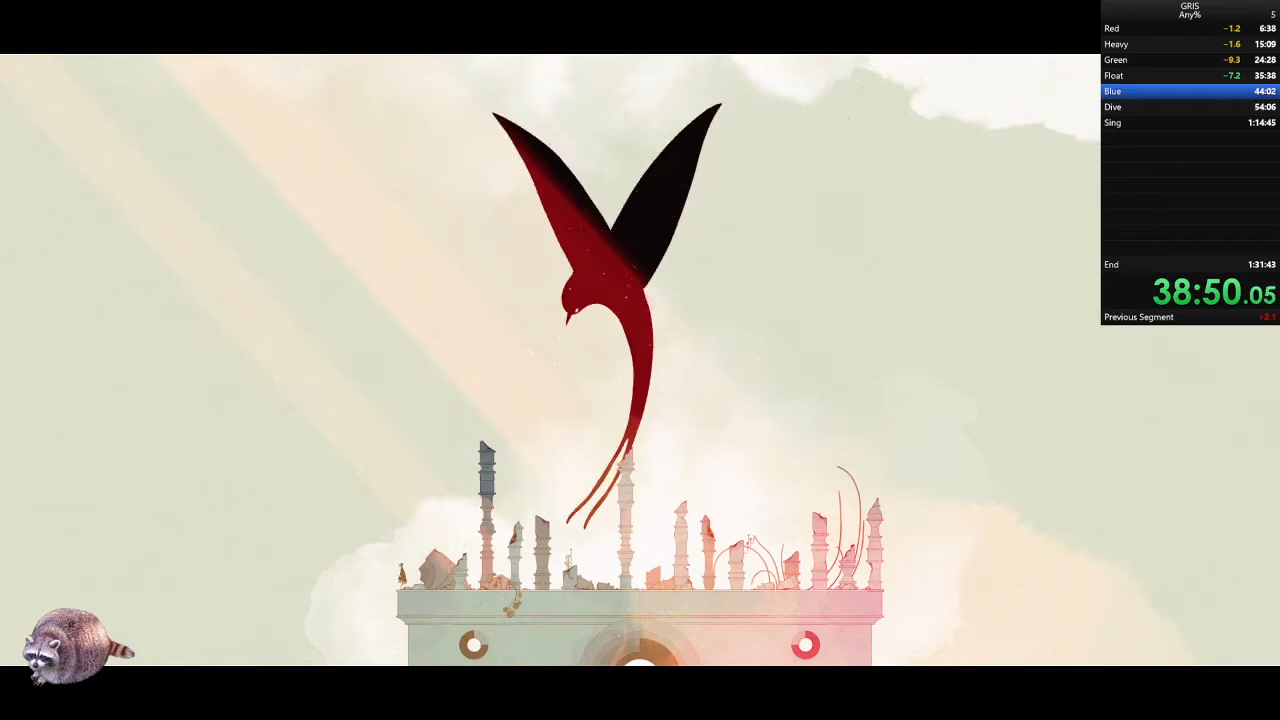 GRIS
Any% 5
Red −1.2 6:38
Heavy −1.6 15:09
Green −9.3 24:28
Float −7.2 35:38
Blue 44:02
Dive 54:06
Sing 1:14:45
End 1:31:43
38:50.05
Previous Segment +2.1